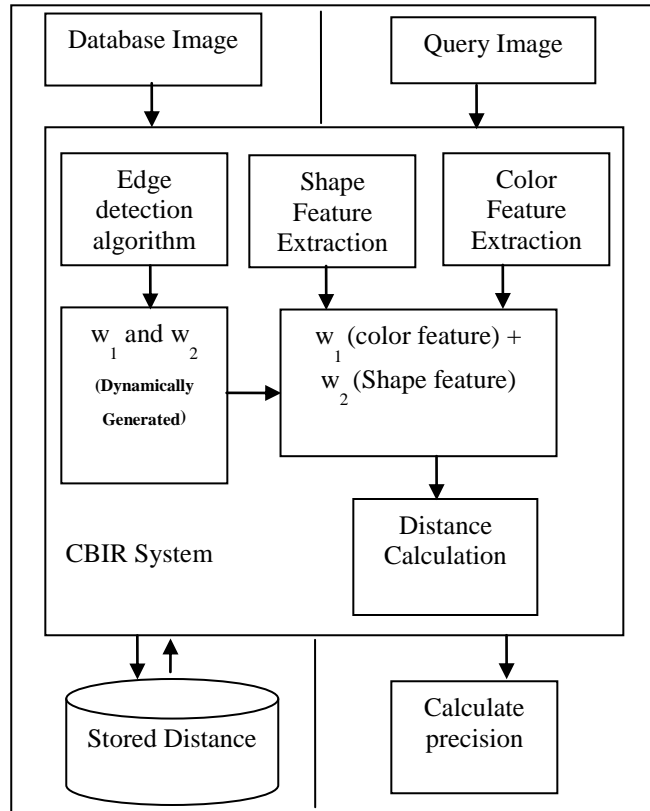 Database Image
Query Image
Edge
detection
algorithm
Shape
Feature
Extraction
Color
Feature
Extraction
w1 and w2
(Dynamically
Generated)
w1 (color feature) +
w2 (Shape feature)
Distance
Calculation
CBIR System
Stored Distance
Calculate
precision